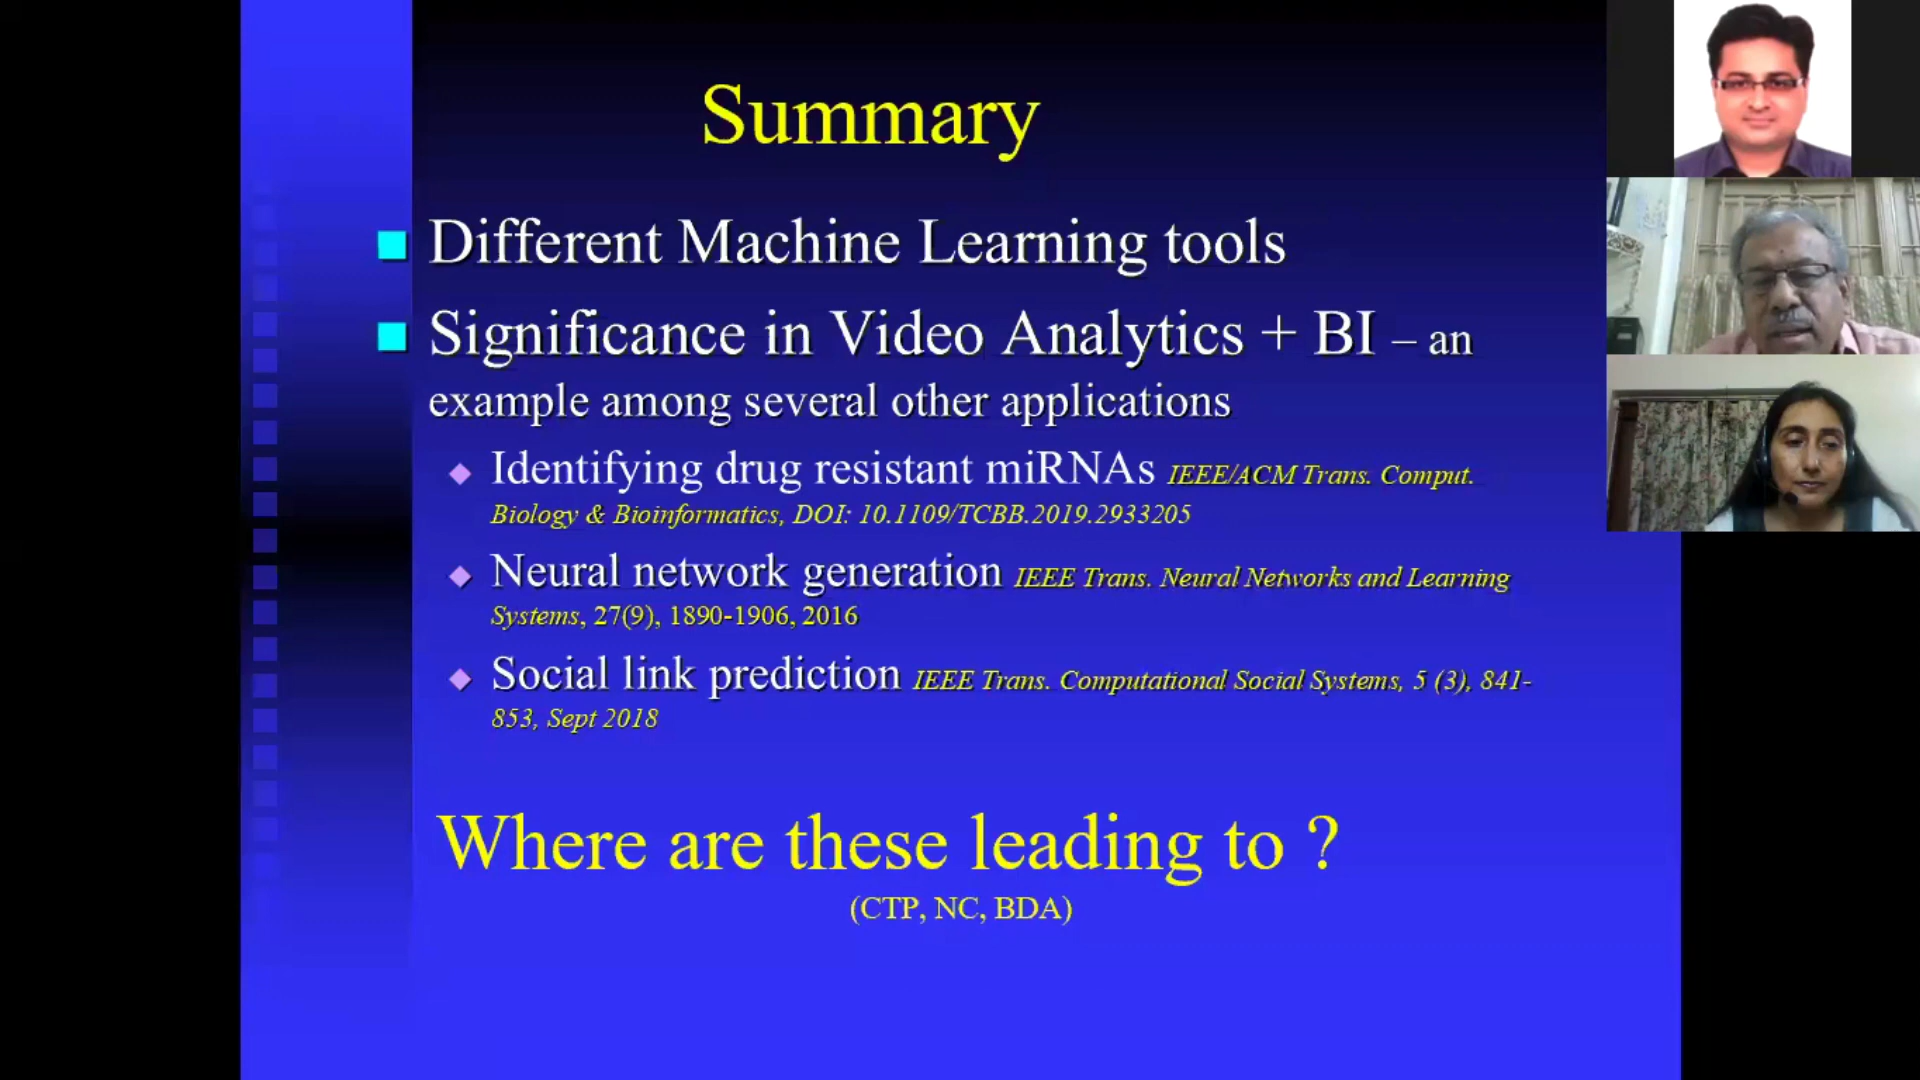 Summary
Different Machine Learning tools
Significance in Video Analytics + BI – an
example among several other applications
Identifying drug resistant miRNAs IEEE/ACM Trans. Comput.
Biology & Bioinformatics, DOI: 10.1109/TCBB.2019.2933205
Neural network generation IEEE Trans. Neural Networks and Learning
Systems, 27(9), 1890-1906, 2016
Social link prediction IEEE Trans. Computational Social Systems, 5 (3), 841-
853, Sept 2018
Where are these leading to ?
(CTP, NC, BDA)